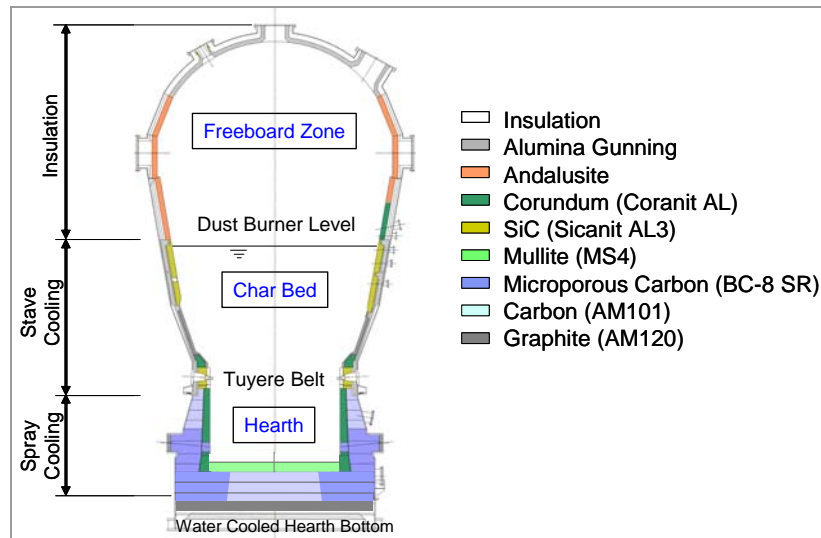 Insulation
Freeboard Zone
Dust Burner Level
Stave
Cooling
Char Bed
Tuyere Belt
Spray
Cooling
Hearth
Water Cooled Hearth Bottom
Insulation
Alumina Gunning
Andalusite
Corundum (Coranit AL)
SiC (Sicanit AL3)
Mullite (MS4)
Microporous Carbon (BC-8 SR)
Carbon (AM101)
Graphite (AM120)